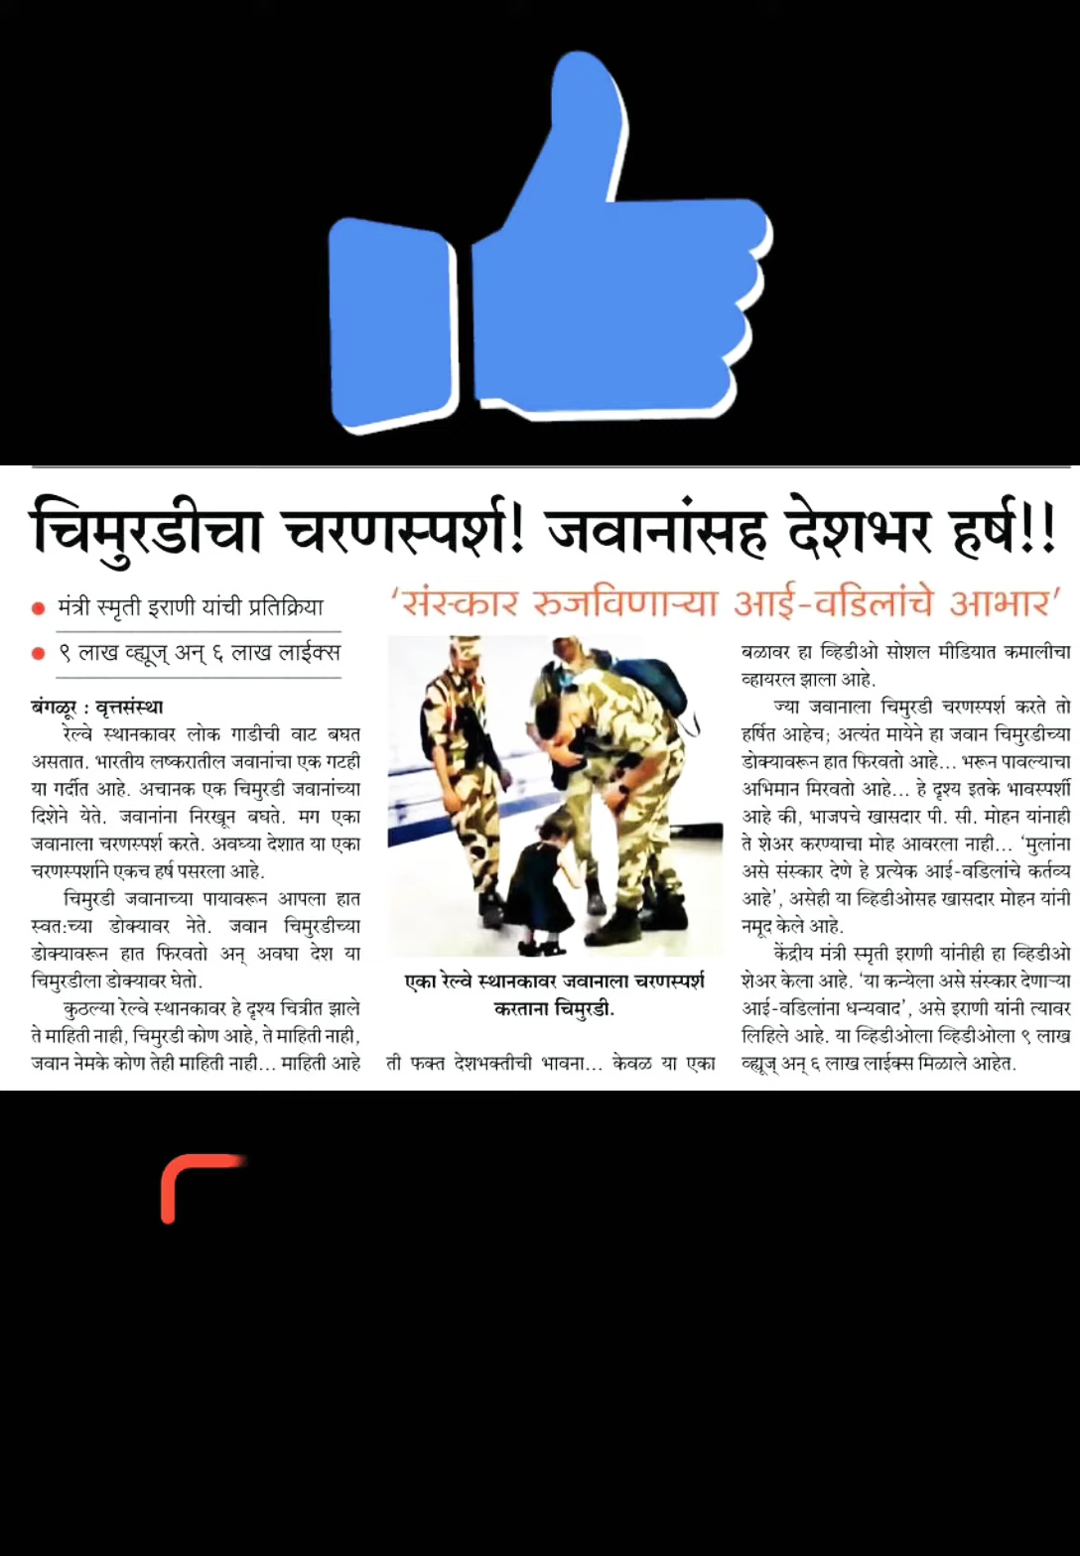 चिमुरडीचा चरणस्पर्श! जवानांसह देशभर हर्ष!!
● मंत्री स्मृती इराणी यांची प्रतिक्रिया
● ९ लाख व्ह्यूज् अन् ६ लाख लाईक्स
‘संस्कार रुजविणाऱ्या आई-वडिलांचे आभार’
बंगळूर : वृत्तसंस्था
रेल्वे स्थानकावर लोक गाडीची वाट बघत
असतात. भारतीय लष्करातील जवानांचा एक गटही
या गर्दीत आहे. अचानक एक चिमुरडी जवानांच्या
दिशेने येते. जवानांना निरखून बघते. मग एका
जवानाला चरणस्पर्श करते. अवघ्या देशात या एका
चरणस्पर्शाने एकच हर्ष पसरला आहे.
चिमुरडी जवानाच्या पायावरून आपला हात
स्वत:च्या डोक्यावर नेते. जवान चिमुरडीच्या
डोक्यावरून हात फिरवतो अन् अवघा देश या
चिमुरडीला डोक्यावर घेतो.
कुठल्या रेल्वे स्थानकावर हे दृश्य चित्रीत झाले
ते माहिती नाही, चिमुरडी कोण आहे, ते माहिती नाही,
जवान नेमके कोण तेही माहिती नाही... माहिती आहे
एका रेल्वे स्थानकावर जवानाला चरणस्पर्श
करताना चिमुरडी.
ती फक्त देशभक्तीची भावना... केवळ या एका
बळावर हा व्हिडीओ सोशल मीडियात कमालीचा
व्हायरल झाला आहे.
ज्या जवानाला चिमुरडी चरणस्पर्श करते तो
हर्षित आहेच; अत्यंत मायेने हा जवान चिमुरडीच्या
डोक्यावरून हात फिरवतो आहे... भरून पावल्याचा
अभिमान मिरवतो आहे... हे दृश्य इतके भावस्पर्शी
आहे की, भाजपचे खासदार पी. सी. मोहन यांनाही
ते शेअर करण्याचा मोह आवरला नाही... ‘मुलांना
असे संस्कार देणे हे प्रत्येक आई-वडिलांचे कर्तव्य
आहे’, असेही या व्हिडीओसह खासदार मोहन यांनी
नमूद केले आहे.
केंद्रीय मंत्री स्मृती इराणी यांनीही हा व्हिडीओ
शेअर केला आहे. ‘या कन्येला असे संस्कार देणाऱ्या
आई-वडिलांना धन्यवाद’, असे इराणी यांनी त्यावर
लिहिले आहे. या व्हिडीओला व्हिडीओला ९ लाख
व्ह्यूज् अन् ६ लाख लाईक्स मिळाले आहेत.